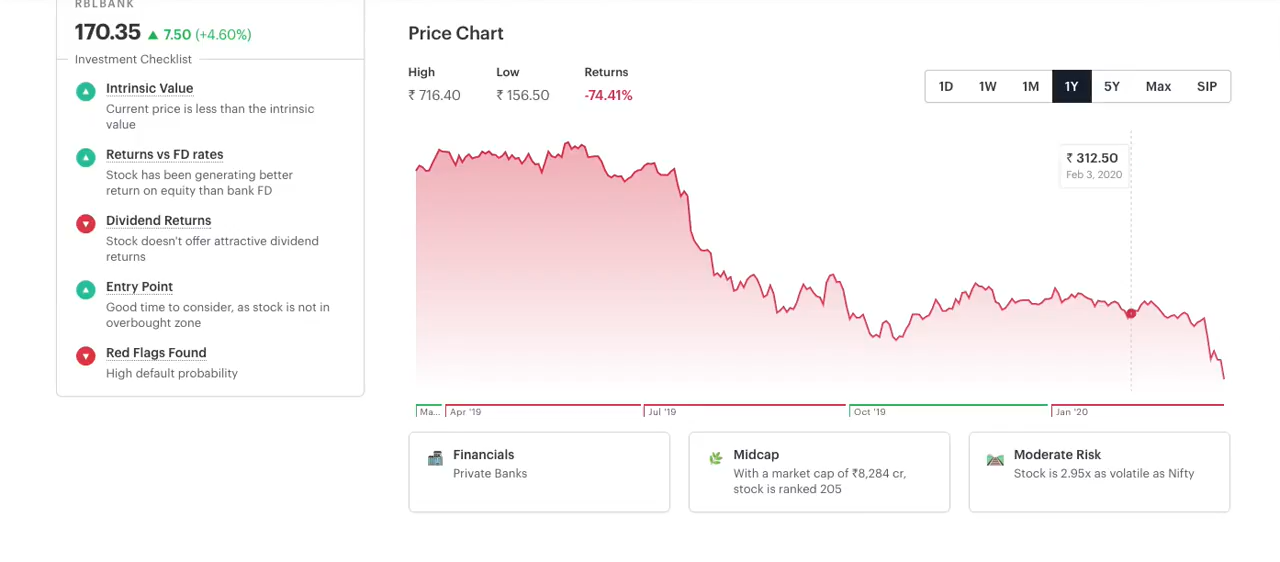 RBLBANK
170.35 ▲ 7.50 (+4.60%)
Investment Checklist
Intrinsic Value
Current price is less than the intrinsic
value
Returns vs FD rates
Stock has been generating better
return on equity than bank FD
Dividend Returns
Stock doesn't offer attractive dividend
returns
Entry Point
Good time to consider, as stock is not in
overbought zone
Red Flags Found
High default probability
Price Chart
High Low Returns
₹ 716.40 ₹ 156.50 -74.41%
1D 1W 1M 1Y 5Y Max SIP
₹ 312.50
Feb 3, 2020
Ma... Apr '19 Jul '19 Oct '19 Jan '20
Financials
Private Banks
Midcap
With a market cap of ₹8,284 cr,
stock is ranked 205
Moderate Risk
Stock is 2.95x as volatile as Nifty